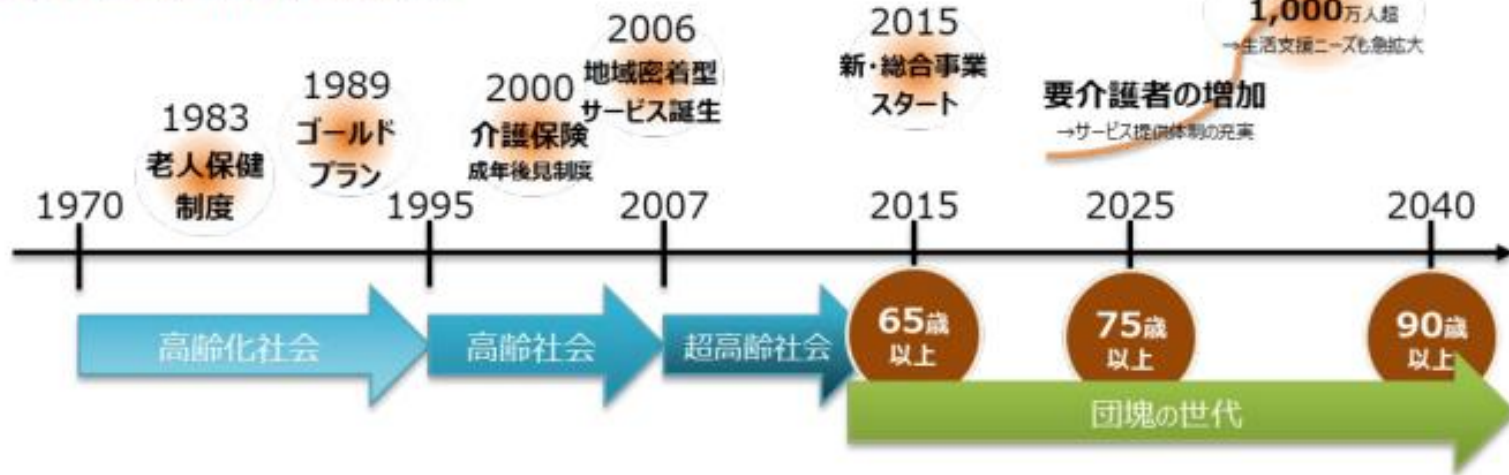 1983
老人保健
制度
1989
ゴールド
プラン
2000
介護保険
成年後見制度
2006
地域密着型
サービス誕生
2015
新・総合事業
スタート
要介護者の増加
→サービス提供体制の充実
1,000万人超
→生活支援ニーズも急拡大
1970
1995
2007
2015
2025
2040
高齢化社会
高齢社会
超高齢社会
65歳
以上
75歳
以上
90歳
以上
団塊の世代